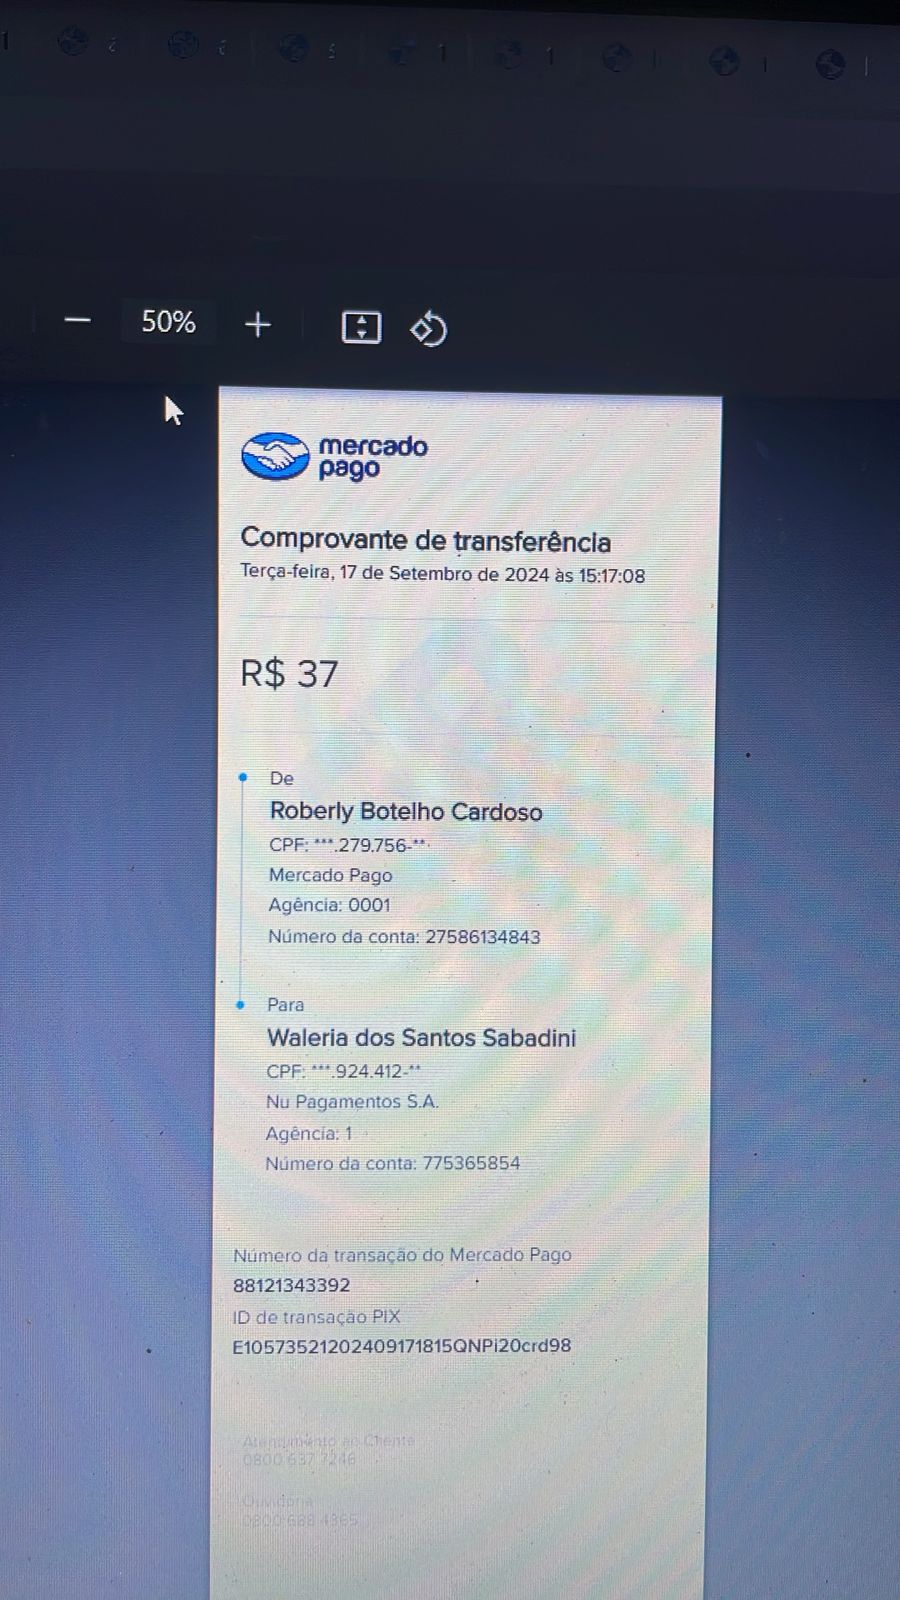 50%
mercado
pago
Comprovante de transferência
Terça-feira, 17 de Setembro de 2024 às 15:17:08
R$ 37
De
Roberly Botelho Cardoso
CPF: ***.279.756-**
Mercado Pago
Agência: 0001
Número da conta: 27586134843
Para
Waleria dos Santos Sabadini
CPF: ***.924.412-**
Nu Pagamentos S.A.
Agência: 1
Número da conta: 775365854
Número da transação do Mercado Pago
88121343392
ID de transação PIX
E10573521202409171815QNPi20crd98
Atendimento ao Cliente
0800 637 7246
Ouvidoria
0800 688 4365